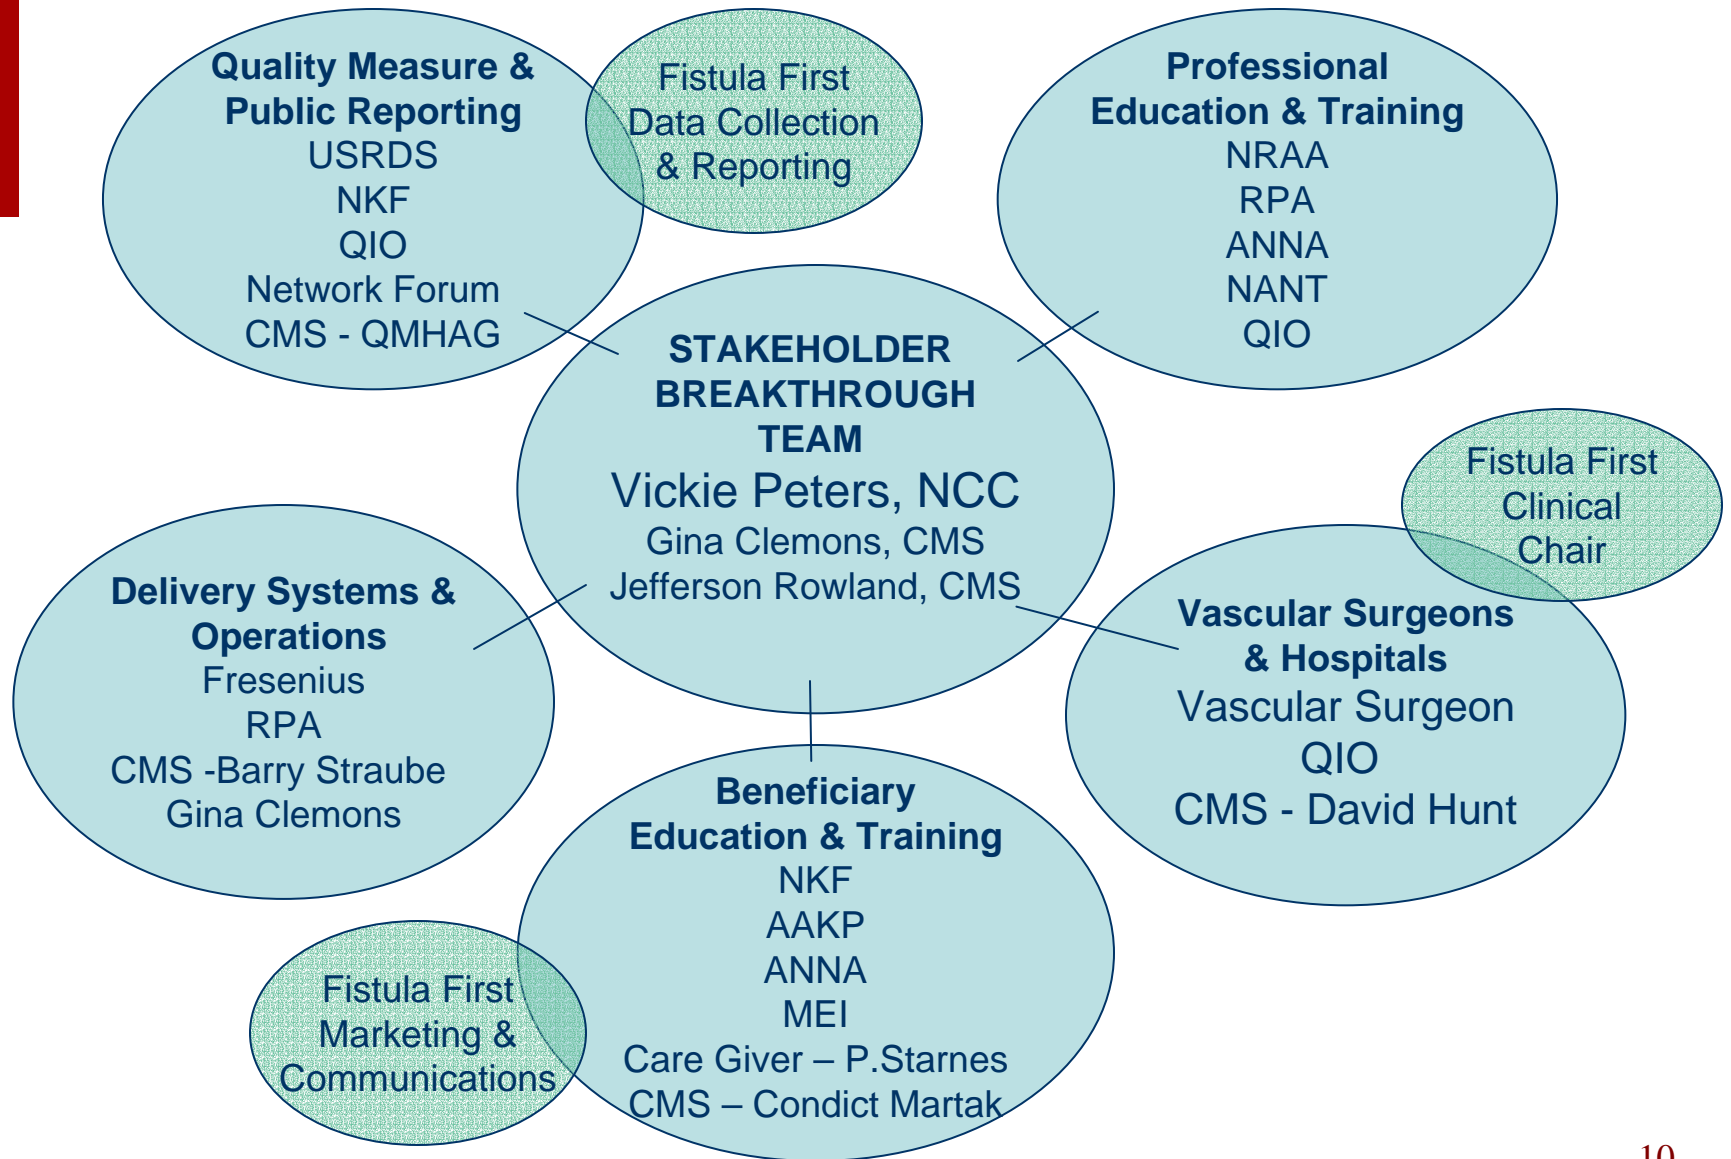 Quality Measure &
Public Reporting
USRDS
NKF
QIO
Network Forum
CMS - QMHAG
Fistula First
Data Collection
& Reporting
Professional
Education & Training
NRAA
RPA
ANNA
NANT
QIO
STAKEHOLDER
BREAKTHROUGH
TEAM
Vickie Peters, NCC
Gina Clemons, CMS
Jefferson Rowland, CMS
Fistula First
Clinical
Chair
Delivery Systems &
Operations
Fresenius
RPA
CMS -Barry Straube
Gina Clemons
Vascular Surgeons
& Hospitals
Vascular Surgeon
QIO
CMS - David Hunt
Beneficiary
Education & Training
NKF
AAKP
ANNA
MEI
Care Giver – P.Starnes
CMS – Condict Martak
Fistula First
Marketing &
Communications
10